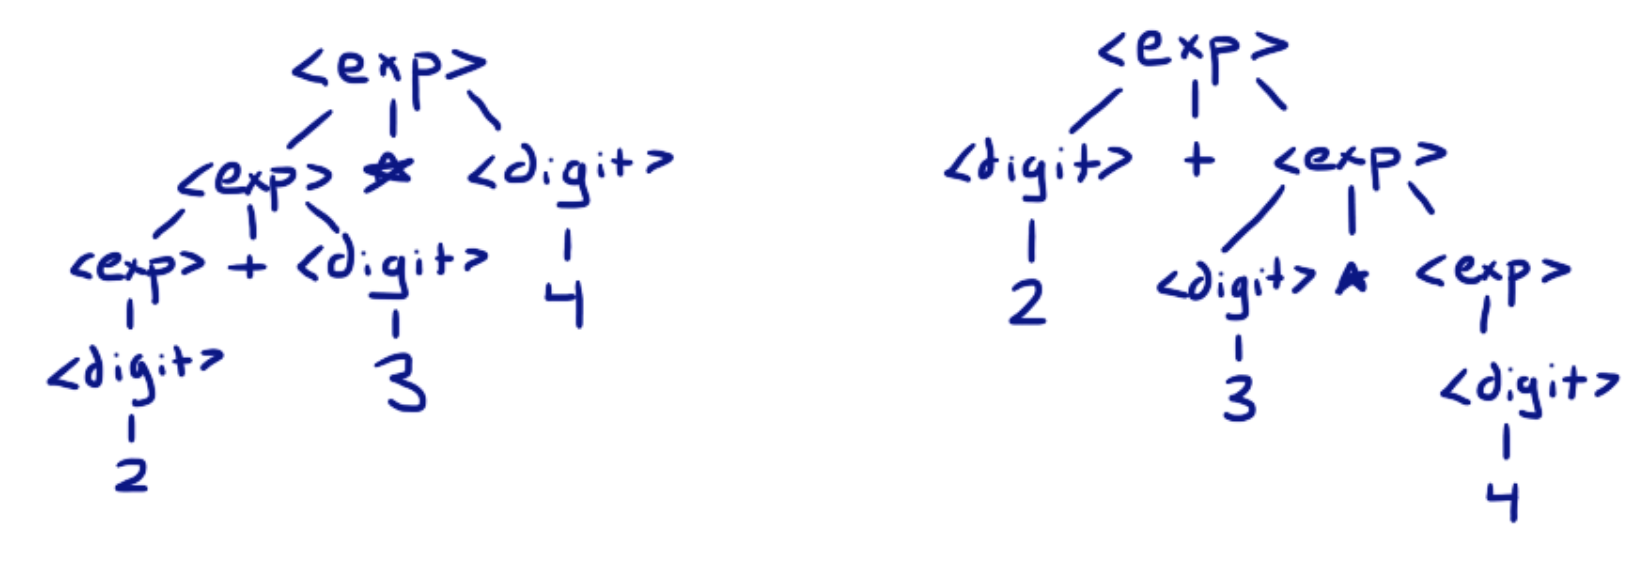 <exp>
<exp> * <digit>
<exp> + <digit> 4
<digit> 3
2
<exp>
<digit> + <exp>
2 <digit> * <exp>
3 <digit>
4